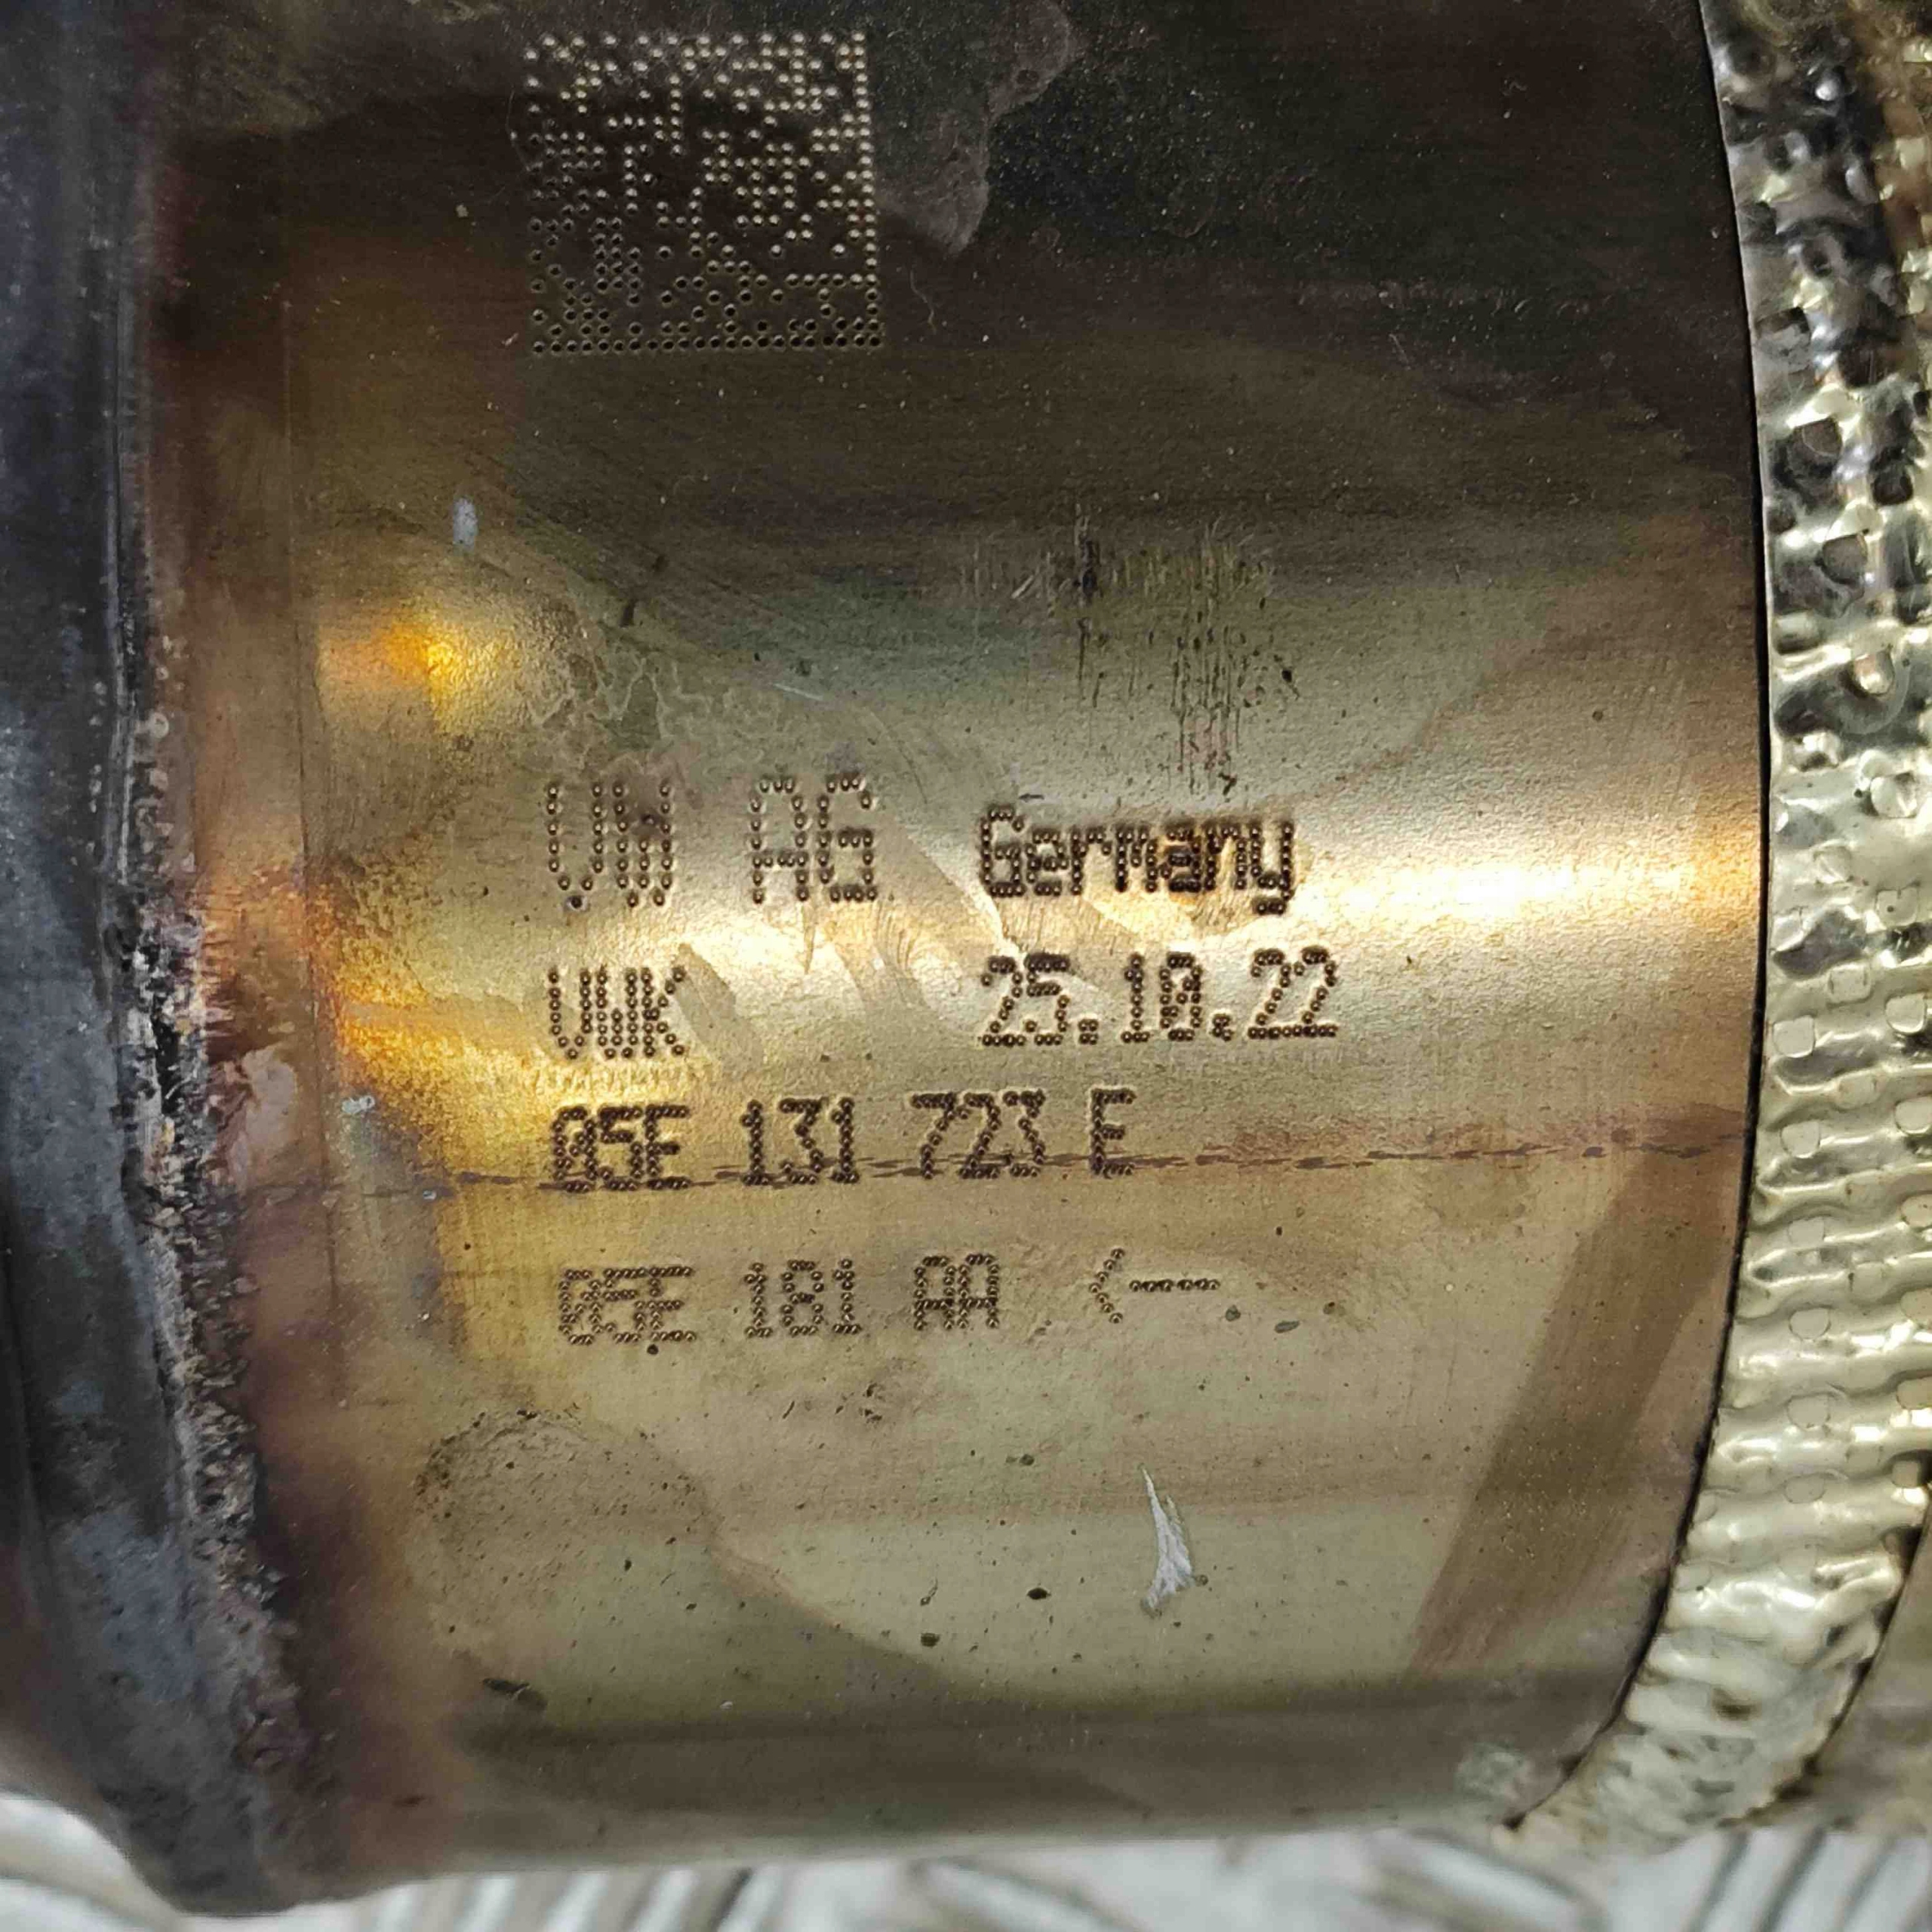 VW AG Germany
VWK 25.10.22
05E 131 723 E
05E 181 AA <----